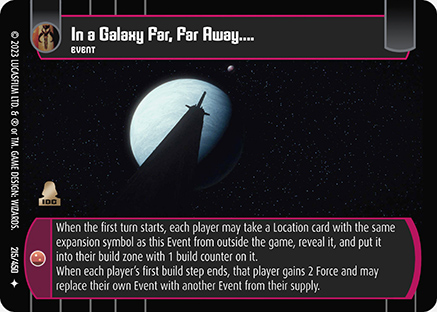 In a Galaxy Far, Far Away....
EVENT
© 2023 LUCASFILM LTD. & ® OR TM. GAME DESIGN: WIZARDS.
IDC
When the first turn starts, each player may take a Location card with the same
expansion symbol as this Event from outside the game, reveal it, and put it
into their build zone with 1 build counter on it.
When each player's first build step ends, that player gains 2 Force and may
replace their own Event with another Event from their supply.
215/450